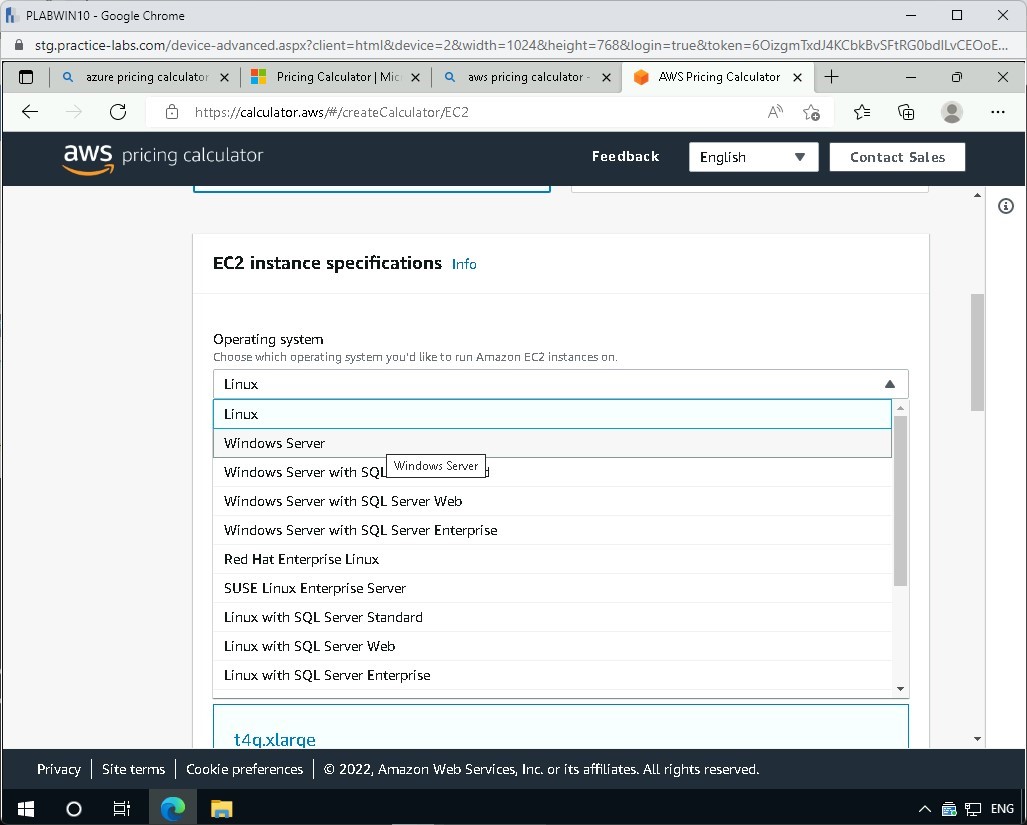 PLABWIN10 - Google Chrome
stg.practice-labs.com/device-advanced.aspx?client=html&device=2&width=1024&height=768&login=true&token=6OizgmTxdJ4KCbkBvSFtRG0bdlLvCEOoE...
azure pricing calculator
Pricing Calculator | Mic
aws pricing calculator -
AWS Pricing Calculator
https://calculator.aws/#/createCalculator/EC2
aws pricing calculator
Feedback
English
Contact Sales
EC2 instance specifications Info
Operating system
Choose which operating system you'd like to run Amazon EC2 instances on.
Linux
Linux
Windows Server
Windows Server
Windows Server with SQL
Windows Server with SQL Server Web
Windows Server with SQL Server Enterprise
Red Hat Enterprise Linux
SUSE Linux Enterprise Server
Linux with SQL Server Standard
Linux with SQL Server Web
Linux with SQL Server Enterprise
t4g.xlarge
Privacy | Site terms | Cookie preferences | © 2022, Amazon Web Services, Inc. or its affiliates. All rights reserved.
ENG